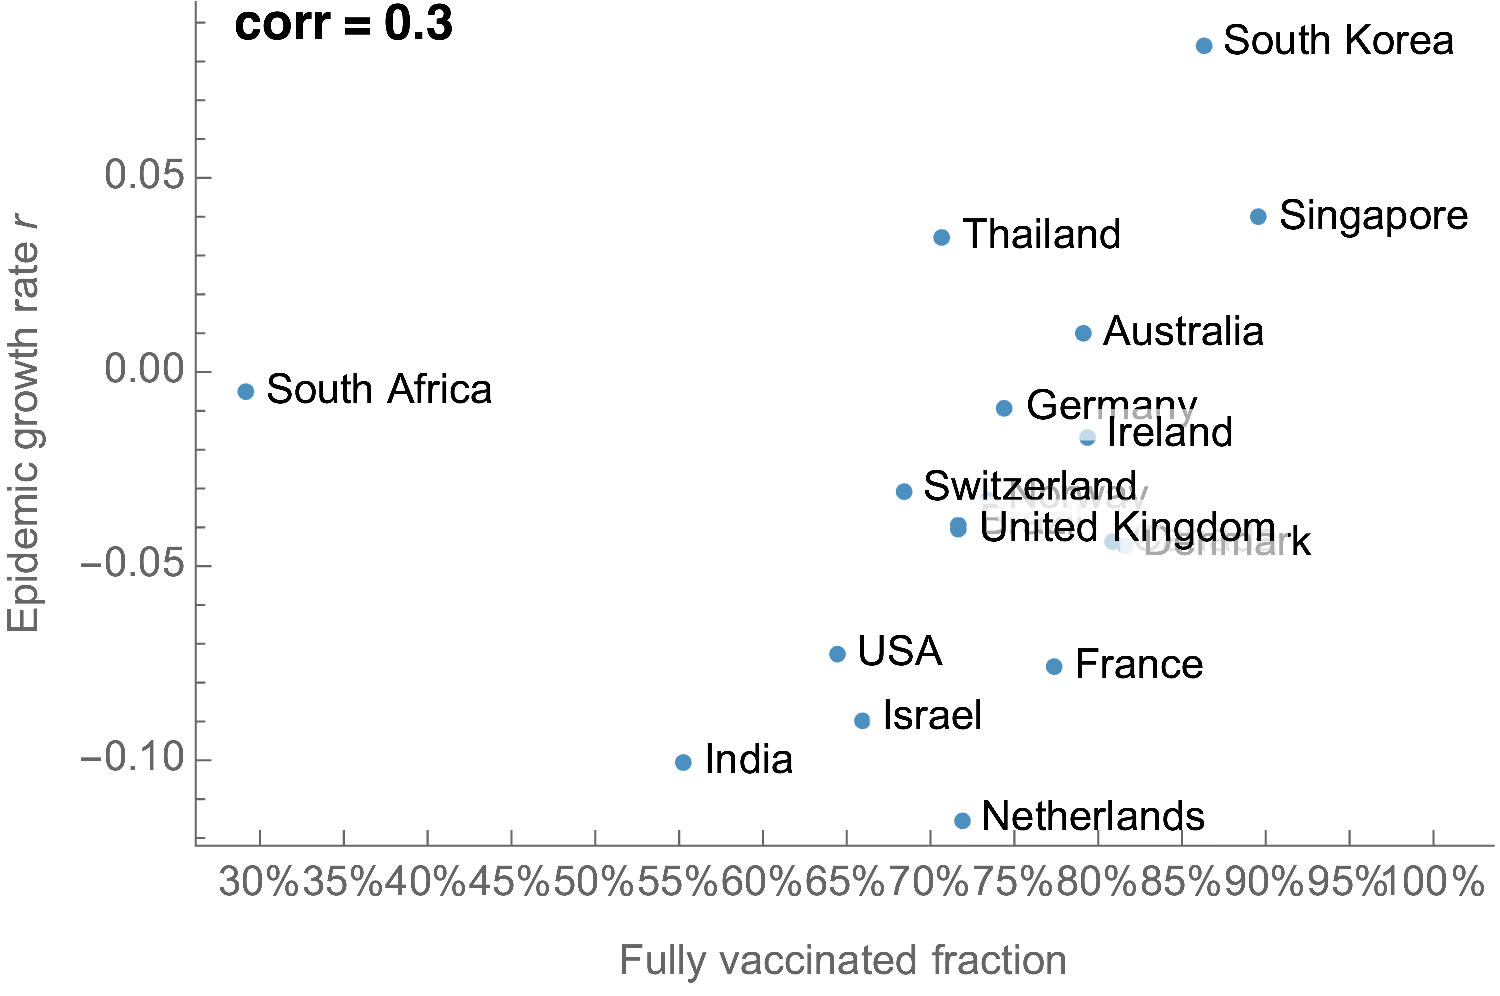 corr = 0.3
South Korea
0.05
Singapore
Thailand
Australia
0.00
South Africa
Germany
Ireland
Switzerland
Norway
United Kingdom
Denmark
−0.05
USA
France
Israel
−0.10
India
Netherlands
30% 35% 40% 45% 50% 55% 60% 65% 70% 75% 80% 85% 90% 95% 100%
Fully vaccinated fraction
Epidemic growth rate r